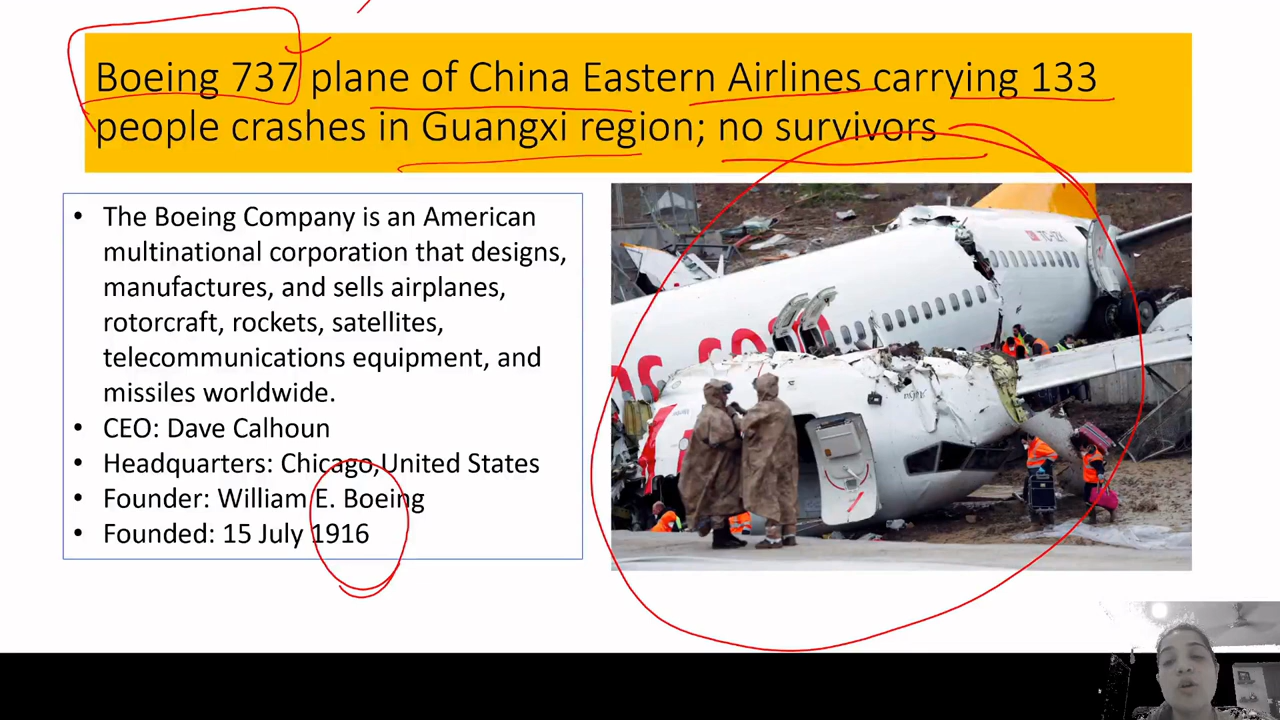 Boeing 737 plane of China Eastern Airlines carrying 133
people crashes in Guangxi region; no survivors
• The Boeing Company is an American
multinational corporation that designs,
manufactures, and sells airplanes,
rotorcraft, rockets, satellites,
telecommunications equipment, and
missiles worldwide.
• CEO: Dave Calhoun
• Headquarters: Chicago,United States
• Founder: William E. Boeing
• Founded: 15 July 1916